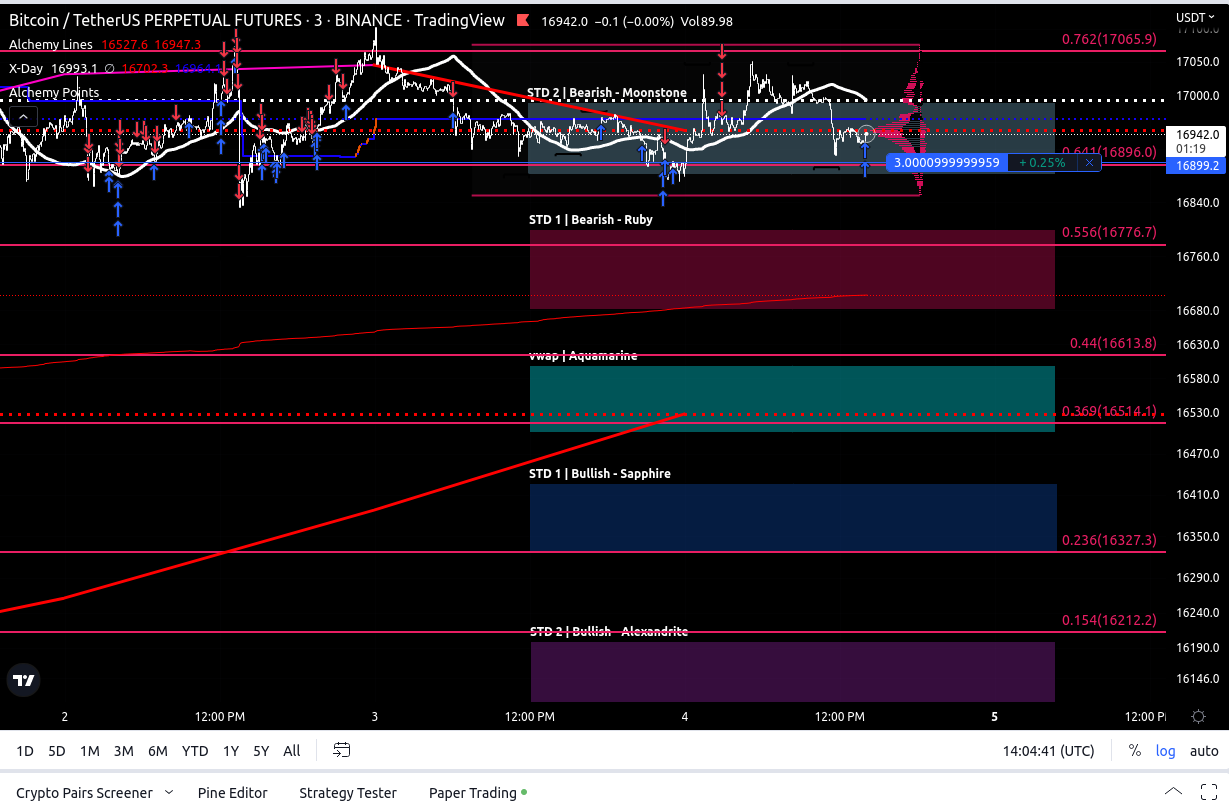 Bitcoin / TetherUS PERPETUAL FUTURES · 3 · BINANCE · TradingView 16942.0 −0.1 (−0.00%) Vol89.98
USDT
Alchemy Lines 16527.6 16947.3
X-Day 16993.1 ∅ 16702.3 16964.1
Alchemy Points
0.762(17065.9)
17100.0
17050.0
STD 2 | Bearish - Moonstone
17000.0
16942.0
01:19
0.641(16896.0)
3.0000999999959 +0.25%
16899.2
16840.0
STD 1 | Bearish - Ruby
0.556(16776.7)
16760.0
16680.0
0.44(16613.8)
16630.0
vwap | Aquamarine
16580.0
0.369(16514.1)
16530.0
16470.0
STD 1 | Bullish - Sapphire
16410.0
0.236(16327.3)
16350.0
16290.0
0.154(16212.2)
16240.0
STD 2 | Bullish - Alexandrite
16190.0
16146.0
2 12:00 PM 3 12:00 PM 4 12:00 PM 5 12:00 P
1D 5D 1M 3M 6M YTD 1Y 5Y All 14:04:41 (UTC) % log auto
Crypto Pairs Screener Pine Editor Strategy Tester Paper Trading